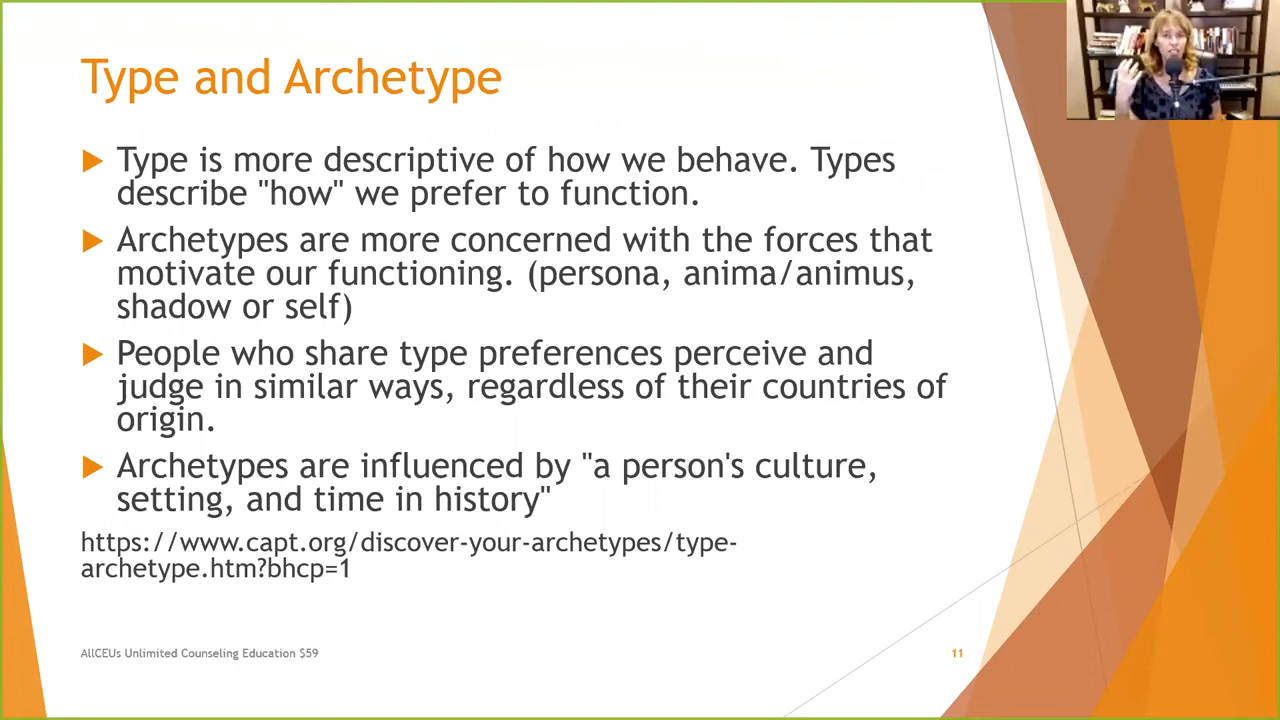 Type and Archetype
Type is more descriptive of how we behave. Types
describe "how" we prefer to function.
Archetypes are more concerned with the forces that
motivate our functioning. (persona, anima/animus,
shadow or self)
People who share type preferences perceive and
judge in similar ways, regardless of their countries of
origin.
Archetypes are influenced by "a person's culture,
setting, and time in history"
https://www.capt.org/discover-your-archetypes/type-
archetype.htm?bhcp=1
AllCEUs Unlimited Counseling Education $59
11